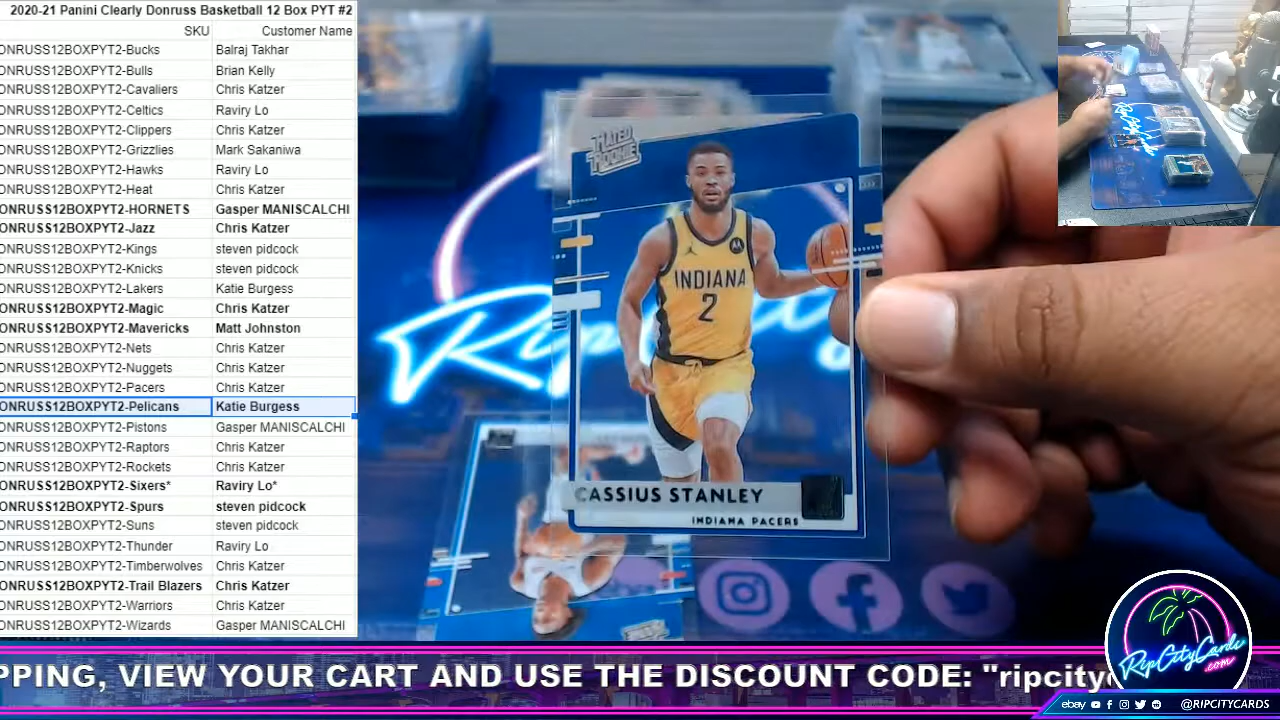 2020-21 Panini Clearly Donruss Basketball 12 Box PYT #2
SKU Customer Name
ONRUSS12BOXPYT2-Bucks Balraj Takhar
ONRUSS12BOXPYT2-Bulls Brian Kelly
ONRUSS12BOXPYT2-Cavaliers Chris Katzer
ONRUSS12BOXPYT2-Celtics Raviry Lo
ONRUSS12BOXPYT2-Clippers Chris Katzer
ONRUSS12BOXPYT2-Grizzlies Mark Sakaniwa
ONRUSS12BOXPYT2-Hawks Raviry Lo
ONRUSS12BOXPYT2-Heat Chris Katzer
ONRUSS12BOXPYT2-HORNETS Gasper MANISCALCHI
ONRUSS12BOXPYT2-Jazz Chris Katzer
ONRUSS12BOXPYT2-Kings steven pidcock
ONRUSS12BOXPYT2-Knicks steven pidcock
ONRUSS12BOXPYT2-Lakers Katie Burgess
ONRUSS12BOXPYT2-Magic Chris Katzer
ONRUSS12BOXPYT2-Mavericks Matt Johnston
ONRUSS12BOXPYT2-Nets Chris Katzer
ONRUSS12BOXPYT2-Nuggets Chris Katzer
ONRUSS12BOXPYT2-Pacers Chris Katzer
ONRUSS12BOXPYT2-Pelicans Katie Burgess
ONRUSS12BOXPYT2-Pistons Gasper MANISCALCHI
ONRUSS12BOXPYT2-Raptors Chris Katzer
ONRUSS12BOXPYT2-Rockets Chris Katzer
ONRUSS12BOXPYT2-Sixers* Raviry Lo*
ONRUSS12BOXPYT2-Spurs steven pidcock
ONRUSS12BOXPYT2-Suns steven pidcock
ONRUSS12BOXPYT2-Thunder Raviry Lo
ONRUSS12BOXPYT2-Timberwolves Chris Katzer
ONRUSS12BOXPYT2-Trail Blazers Chris Katzer
ONRUSS12BOXPYT2-Warriors Chris Katzer
ONRUSS12BOXPYT2-Wizards Gasper MANISCALCHI
RATED
ROOKIE
INDIANA
2
CASSIUS STANLEY
INDIANA PACERS
PPING, VIEW YOUR CART AND USE THE DISCOUNT CODE: "ripcity
RipCityCards
.com
ebay @RIPCITYCARDS